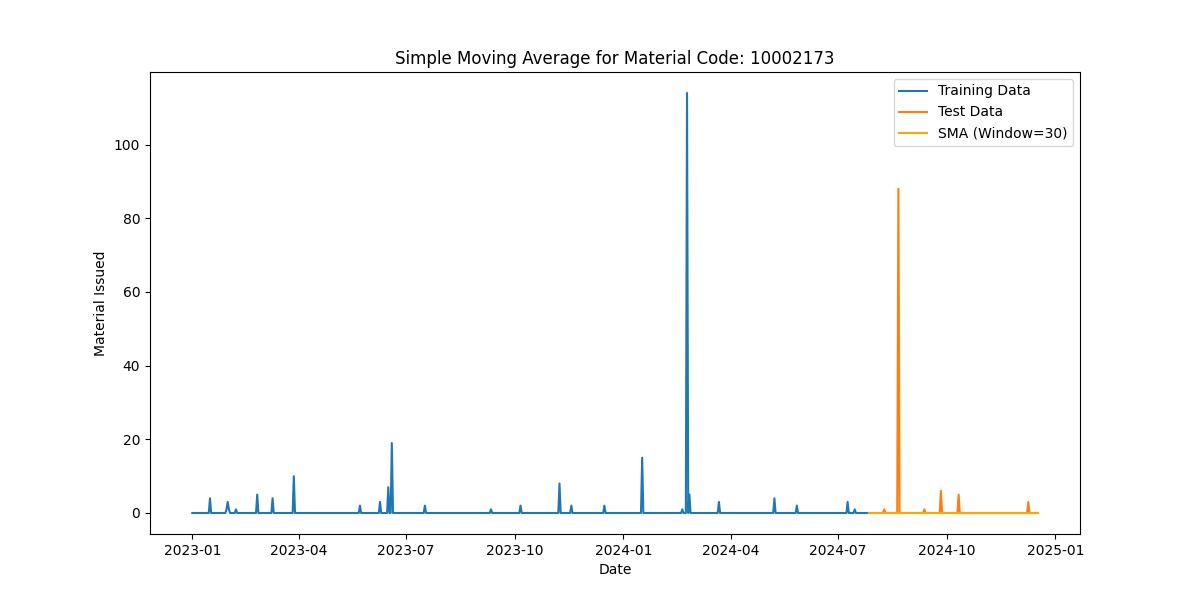 Simple Moving Average for Material Code: 10002173
Training Data
Test Data
SMA (Window=30)
Material Issued
100
80
60
40
20
0
2023-01 2023-04 2023-07 2023-10 2024-01 2024-04 2024-07 2024-10 2025-01
Date